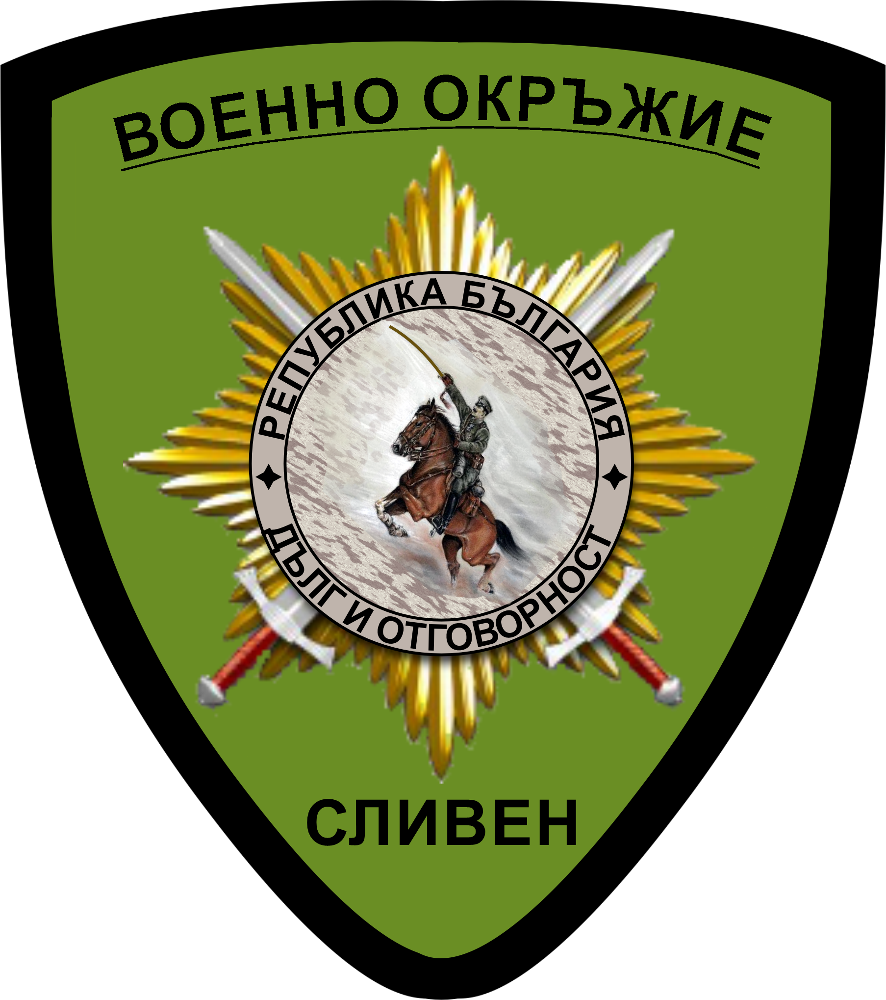 ВОЕННО ОКРЪЖИЕ
РЕПУБЛИКА БЪЛГАРИЯ
ДЪЛГ И ОТГОВОРНОСТ
СЛИВЕН